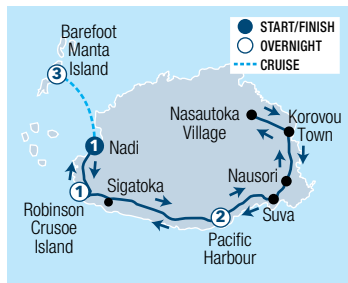 Barefoot
Manta
Island
3
START/FINISH
OVERNIGHT
CRUISE
Nasautoka
Village
Korovou
Town
1
Nadi
1
Sigatoka
Nausori
Robinson
Crusoe
Island
2
Suva
Pacific
Harbour